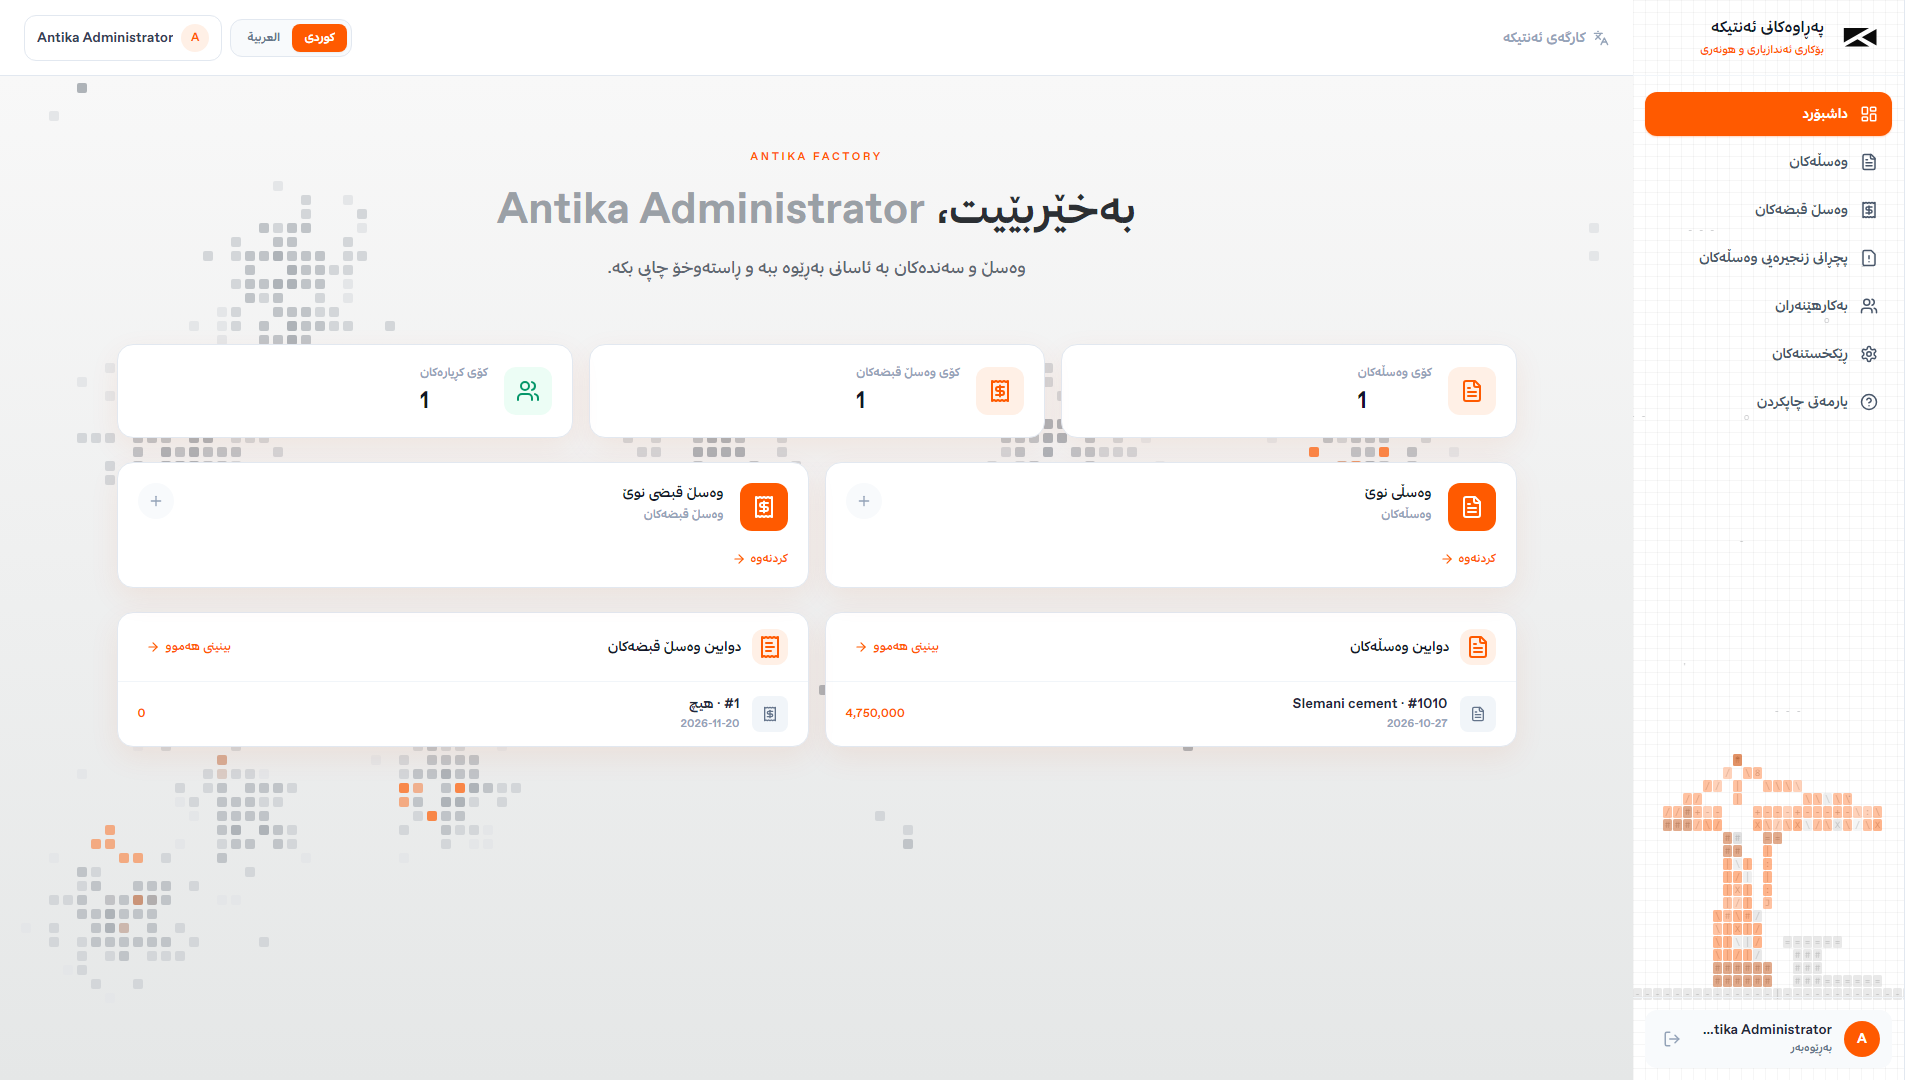 پەڕاوەکانی ئەنتیکە
بۆکاری ئەندازیاری و هونەری
داشبۆرد
وەسڵەکان
وەسڵ قبضەکان
پچڕانی زنجیرەیی وەسڵەکان
بەکارهێنەران
ڕێکخستنەکان
یارمەتی چاپکردن
Antika Administrator...
A
بەڕێوەبەر
کارگەی ئەنتیکە
کوردی
العربية
A
Antika Administrator
ANTIKA FACTORY
بەخێربێیت، Antika Administrator
وەسڵ و سەندەکان بە ئاسانی بەڕێوە ببە و ڕاستەوخۆ چاپی بکە.
کۆی وەسڵەکان
1
کۆی وەسڵ قبضەکان
1
کۆی کڕیارەکان
1
وەسڵی نوێ
وەسڵەکان
کردنەوە
وەسڵ قبضی نوێ
وەسڵ قبضەکان
کردنەوە
دوایین وەسڵەکان
بینینی هەموو
Slemani cement · #1010
2026-10-27
4,750,000
دوایین وەسڵ قبضەکان
بینینی هەموو
#1 · هیچ
2026-11-20
0